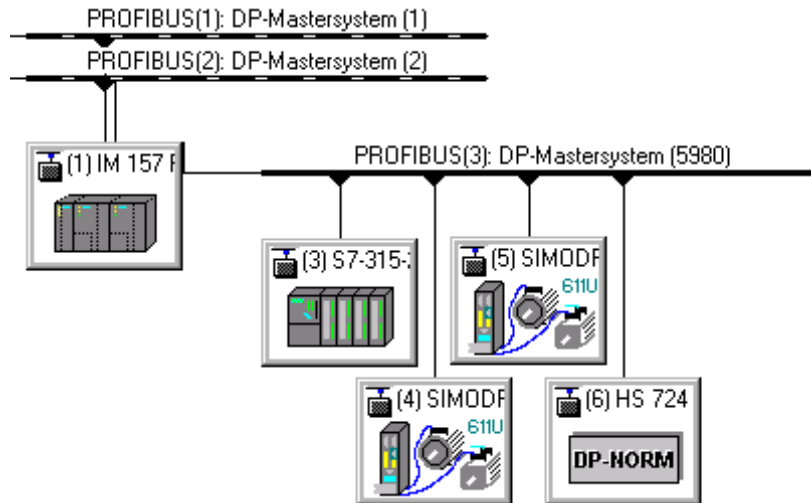 PROFIBUS(1): DP-Mastersystem (1)
PROFIBUS(2): DP-Mastersystem (2)
(1) IM 157 F
PROFIBUS(3): DP-Mastersystem (5980)
(3) S7-315-2
(5) SIMODR
611U
(4) SIMODR
611U
(6) HS 724
DP-NORM